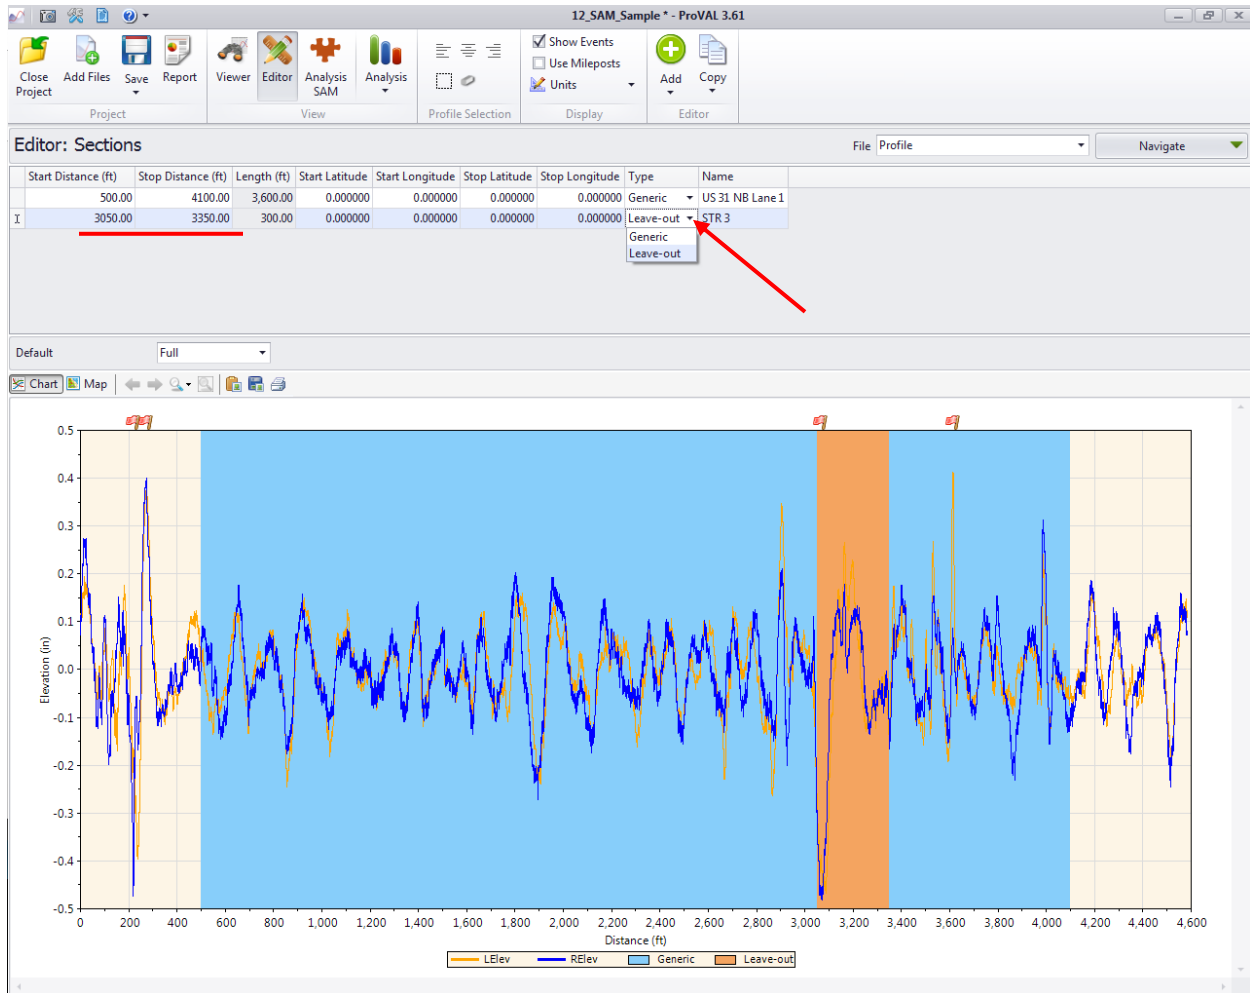 12_SAM_Sample * - ProVAL 3.61
Close Project
Add Files
Save
Report
Project
Viewer
Editor
Analysis SAM
Analysis
View
Profile Selection
Show Events
Use Mileposts
Units
Display
Add
Copy
Editor
Editor: Sections
File Profile
Navigate
Start Distance (ft) Stop Distance (ft) Length (ft) Start Latitude Start Longitude Stop Latitude Stop Longitude Type Name
500.00 4100.00 3,600.00 0.000000 0.000000 0.000000 0.000000 Generic US 31 NB Lane 1
3050.00 3350.00 300.00 0.000000 0.000000 0.000000 0.000000 Leave-out STR 3
Generic
Leave-out
Default Full
Chart Map
0.5
0.4
0.3
0.2
0.1
0.0
-0.1
-0.2
-0.3
-0.4
-0.5
Elevation (in)
0 200 400 600 800 1,000 1,200 1,400 1,600 1,800 2,000 2,200 2,400 2,600 2,800 3,000 3,200 3,400 3,600 3,800 4,000 4,200 4,400 4,600
Distance (ft)
LElev RElev Generic Leave-out